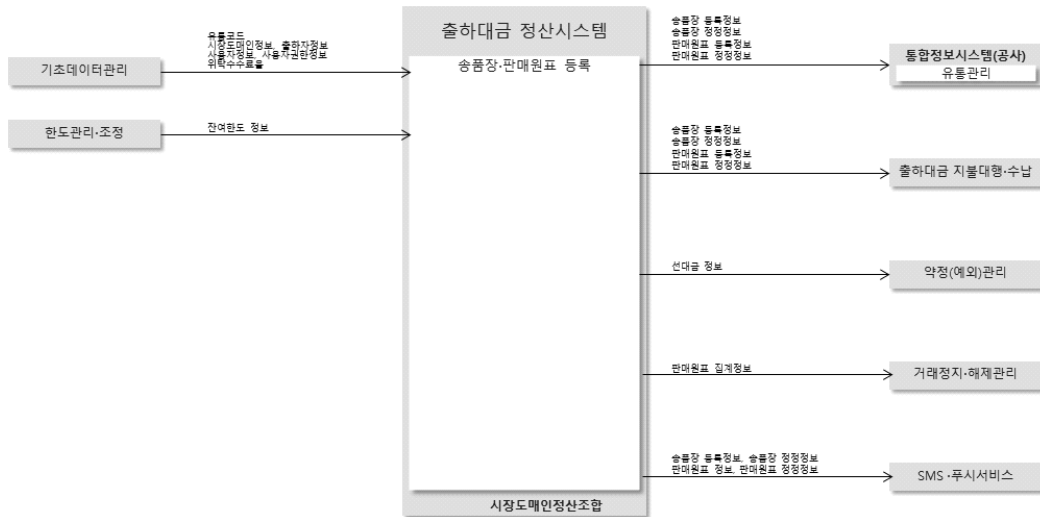 출하대금 정산시스템
송품장·판매원표 등록
유통코드
시장도매인정보, 출하자정보
사용자정보, 사용자권한정보
위탁수수료율
기초데이터관리
잔여한도 정보
한도관리·조정
송품장 등록정보
송품장 정정정보
판매원표 등록정보
판매원표 정정정보
통합정보시스템(공사)
유통관리
송품장 등록정보
송품장 정정정보
판매원표 등록정보
판매원표 정정정보
출하대금 지불대행·수납
선대금 정보
약정(예외)관리
판매원표 집계정보
거래정지·해제관리
송품장 등록정보, 송품장 정정정보
판매원표 정보, 판매원표 정정정보
SMS·푸시서비스
시장도매인정산조합